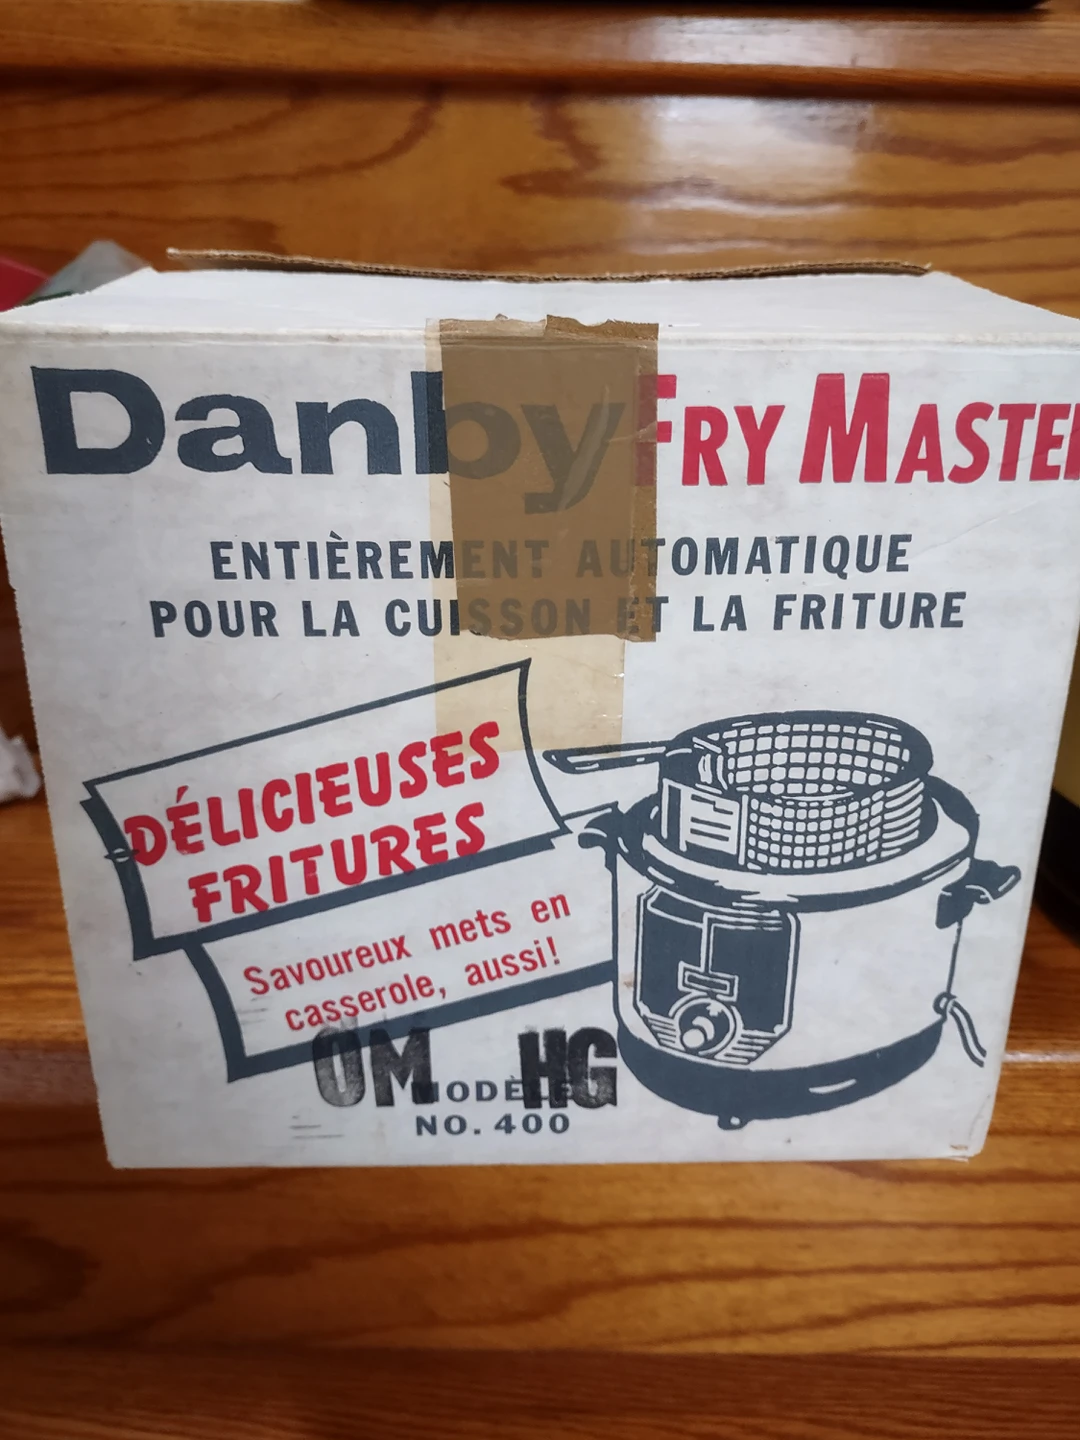 Danby FRY MASTER
ENTIÈREMENT AUTOMATIQUE
POUR LA CUISSON ET LA FRITURE
DÉLICIEUSES
FRITURES
Savoureux mets en
casserole, aussi!
OM HG
MODÈLE
NO. 400